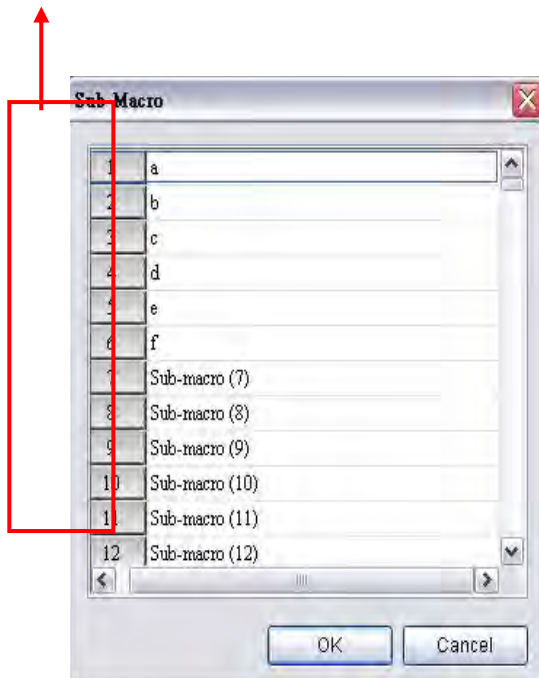 Sub-Macro
1 a
2 b
3 c
4 d
5 e
6 f
7 Sub-macro (7)
8 Sub-macro (8)
9 Sub-macro (9)
10 Sub-macro (10)
11 Sub-macro (11)
12 Sub-macro (12)
OK Cancel